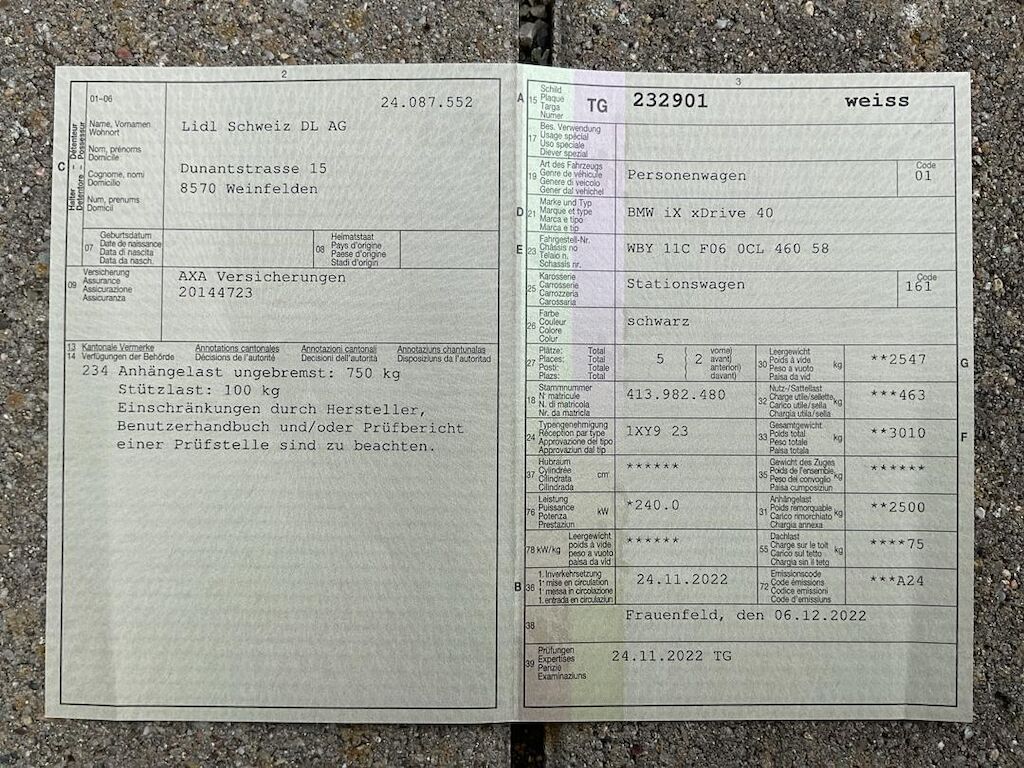 2
01-06
24.087.552
C
Halter - Détenteur
Detentore - Possessur
Name, Vornamen
Wohnort
Nom, prénoms
Domicile
Cognome, nomi
Domicilio
Num, prenums
Domicil
Lidl Schweiz DL AG
Dunantstrasse 15
8570 Weinfelden
07
Geburtsdatum
Date de naissance
Data di nascita
Data da nasch.
08
Heimatstaat
Pays d'origine
Paese d'origine
Stadi d'origin
09
Versicherung
Assurance
Assicurazione
Assicuranza
AXA Versicherungen
20144723
13 Kantonale Vermerke Annotations cantonales Annotazioni cantonali Annotaziuns chantunalas
14 Verfügungen der Behörde Décisions de l'autorité Decisioni dell'autorità Disposiziuns da l'autoritad
234 Anhängelast ungebremst: 750 kg
Stützlast: 100 kg
Einschränkungen durch Hersteller,
Benutzerhandbuch und/oder Prüfbericht
einer Prüfstelle sind zu beachten.
3
A 15
Schild
Plaque
Targa
Numer
TG 232901 weiss
17
Bes. Verwendung
Usage spécial
Uso speciale
Diever spezial
19
Art des Fahrzeugs
Genre de véhicule
Genere di veicolo
Gener dal vehichel
Personenwagen
Code
01
D 21
Marke und Typ
Marque et type
Marca e tipo
Marca e tip
BMW iX xDrive 40
E 23
Fahrgestell-Nr.
Châssis no
Telaio n.
Schassis nr.
WBY 11C F06 0CL 460 58
25
Karosserie
Carrosserie
Carrozzeria
Carossaria
Stationswagen
Code
161
26
Farbe
Couleur
Colore
Colur
schwarz
27
Plätze: Total
Places: Total
Posti: Totale
Plazs: Total
5 ( 2
vorne)
avant)
anteriori)
davant)
30
Leergewicht
Poids à vide
Peso a vuoto
Paisa da vid
kg
**2547
G
18
Stammnummer
N° matricule
N. di matricola
Nr. da matricla
413.982.480
32
Nutz-/Sattellast
Charge utile/sellette
Carico utile/sella
Chargia utila/sella
kg
***463
24
Typengenehmigung
Réception par type
Approvazione del tipo
Approvaziun dal tip
1XY9 23
33
Gesamtgewicht
Poids total
Peso totale
Paisa totala
kg
**3010
F
37
Hubraum
Cylindrée
Cilindrata
Cilindrada
cm³
******
35
Gewicht des Zuges
Poids de l'ensemble
Peso del convoglio
Paisa cumposiziun
kg
******
76
Leistung
Puissance
Potenza
Prestaziun
kW
*240.0
31
Anhängelast
Poids remorquable
Carico rimorchiato
Chargia annexa
kg
**2500
78 kW/kg
Leergewicht
poids à vide
peso a vuoto
paisa da vid
******
55
Dachlast
Charge sur le toit
Carico sul tetto
Chargia sin il tetg
kg
****75
B 36
1. Inverkehrsetzung
1re mise en circulation
1a messa in circolazione
1. entrada en circulaziun
24.11.2022
72
Emissionscode
Code émissions
Codice emissioni
Code d'emissiuns
***A24
38
Frauenfeld, den 06.12.2022
39
Prüfungen
Expertises
Perizie
Examinaziuns
24.11.2022 TG